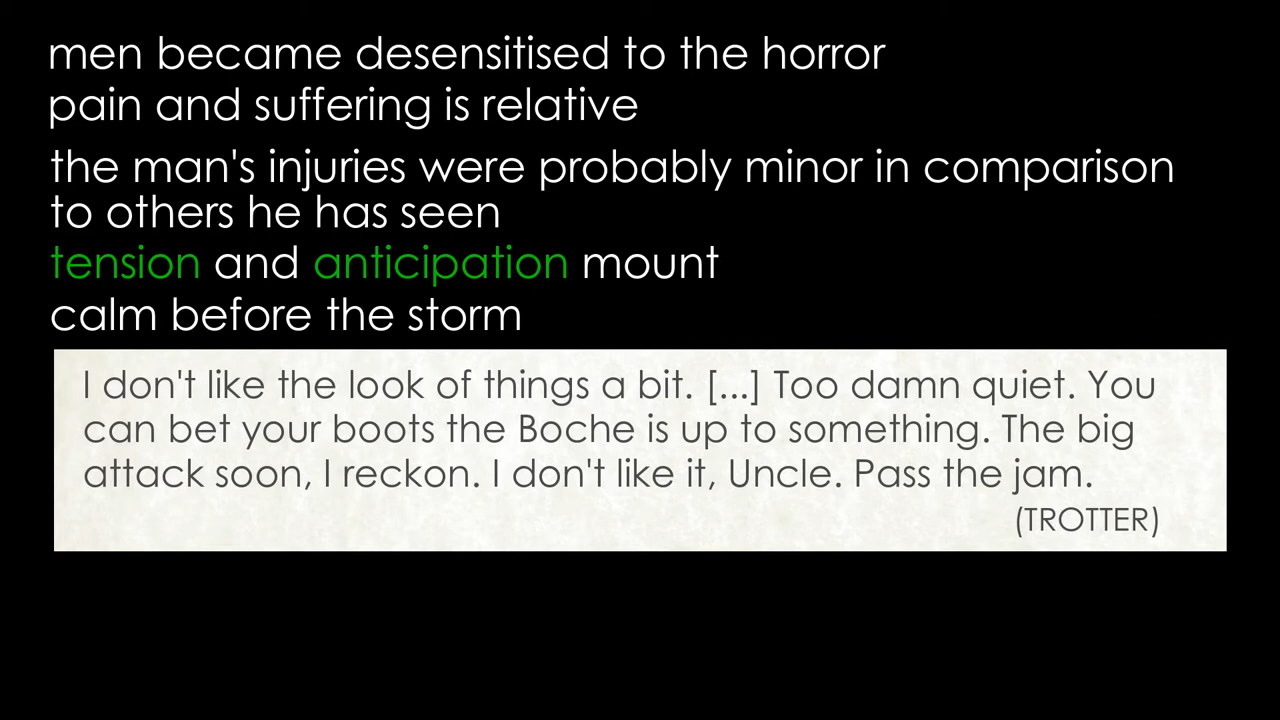 men became desensitised to the horror
pain and suffering is relative
the man's injuries were probably minor in comparison
to others he has seen
tension and anticipation mount
calm before the storm
I don't like the look of things a bit. [...] Too damn quiet. You
can bet your boots the Boche is up to something. The big
attack soon, I reckon. I don't like it, Uncle. Pass the jam.
(TROTTER)